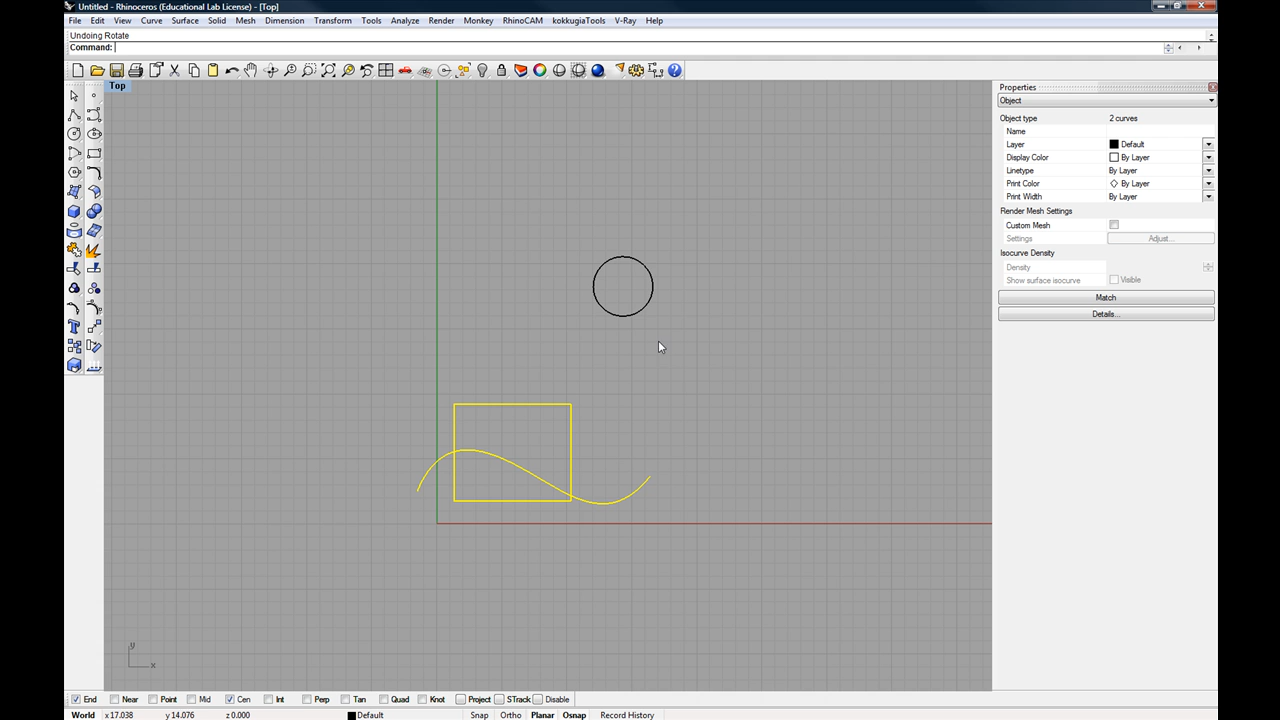 Untitled - Rhinoceros (Educational Lab License) - [Top]
File Edit View Curve Surface Solid Mesh Dimension Transform Tools Analyze Render Monkey RhinoCAM kokkugiaTools V-Ray Help
Undoing Rotate
Command:
Top
Properties
Object
Object type 2 curves
Name
Layer Default
Display Color By Layer
Linetype By Layer
Print Color By Layer
Print Width By Layer
Render Mesh Settings
Custom Mesh
Settings Adjust...
Isocurve Density
Density
Show surface isocurve Visible
Match
Details...
y
x
End Near Point Mid Cen Int Perp Tan Quad Knot Project STrack Disable
World x 17.038 y 14.076 z 0.000 Default Snap Ortho Planar Osnap Record History